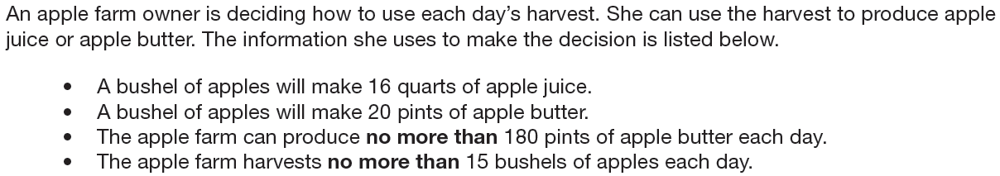 An apple farm owner is deciding how to use each day’s harvest. She can use the harvest to produce apple
juice or apple butter. The information she uses to make the decision is listed below.
• A bushel of apples will make 16 quarts of apple juice.
• A bushel of apples will make 20 pints of apple butter.
• The apple farm can produce no more than 180 pints of apple butter each day.
• The apple farm harvests no more than 15 bushels of apples each day.